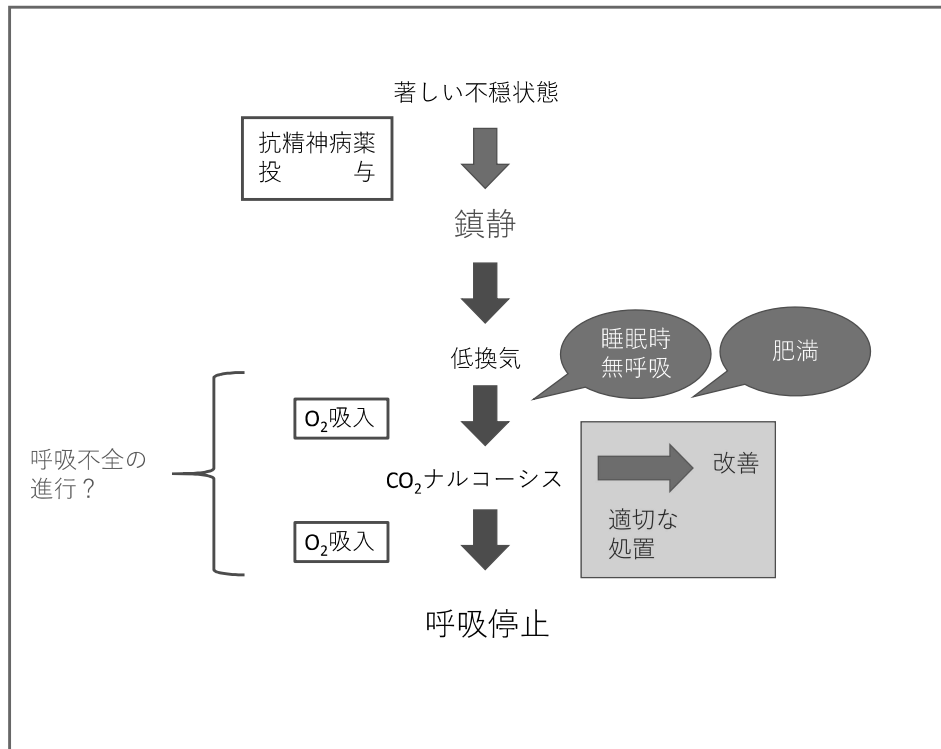 著しい不穏状態
抗精神病薬
投 与
鎮静
低換気
睡眠時
無呼吸
肥満
O₂吸入
呼吸不全の
進行？
CO₂ナルコーシス
改善
適切な
処置
O₂吸入
呼吸停止